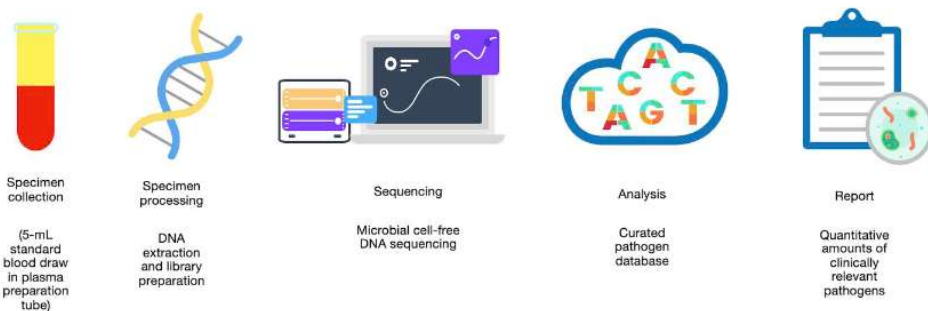 A
C
C
T
A
G
T
Specimen
collection
(5-mL
standard
blood draw
in plasma
preparation
tube)
Specimen
processing
DNA
extraction
and library
preparation
Sequencing
Microbial cell-free
DNA sequencing
Analysis
Curated
pathogen
database
Report
Quantitative
amounts of
clinically
relevant
pathogens